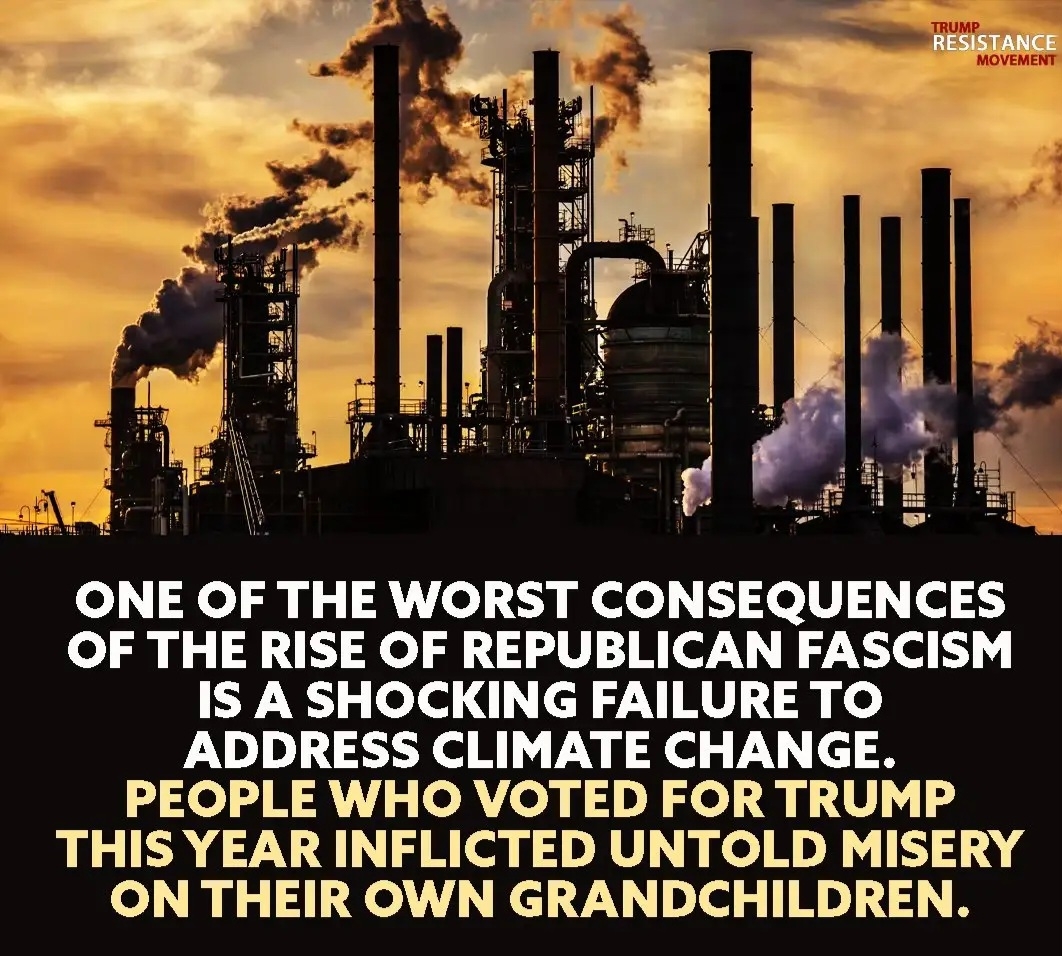 TRUMP
RESISTANCE
MOVEMENT
ONE OF THE WORST CONSEQUENCES
OF THE RISE OF REPUBLICAN FASCISM
IS A SHOCKING FAILURE TO
ADDRESS CLIMATE CHANGE.
PEOPLE WHO VOTED FOR TRUMP
THIS YEAR INFLICTED UNTOLD MISERY
ON THEIR OWN GRANDCHILDREN.